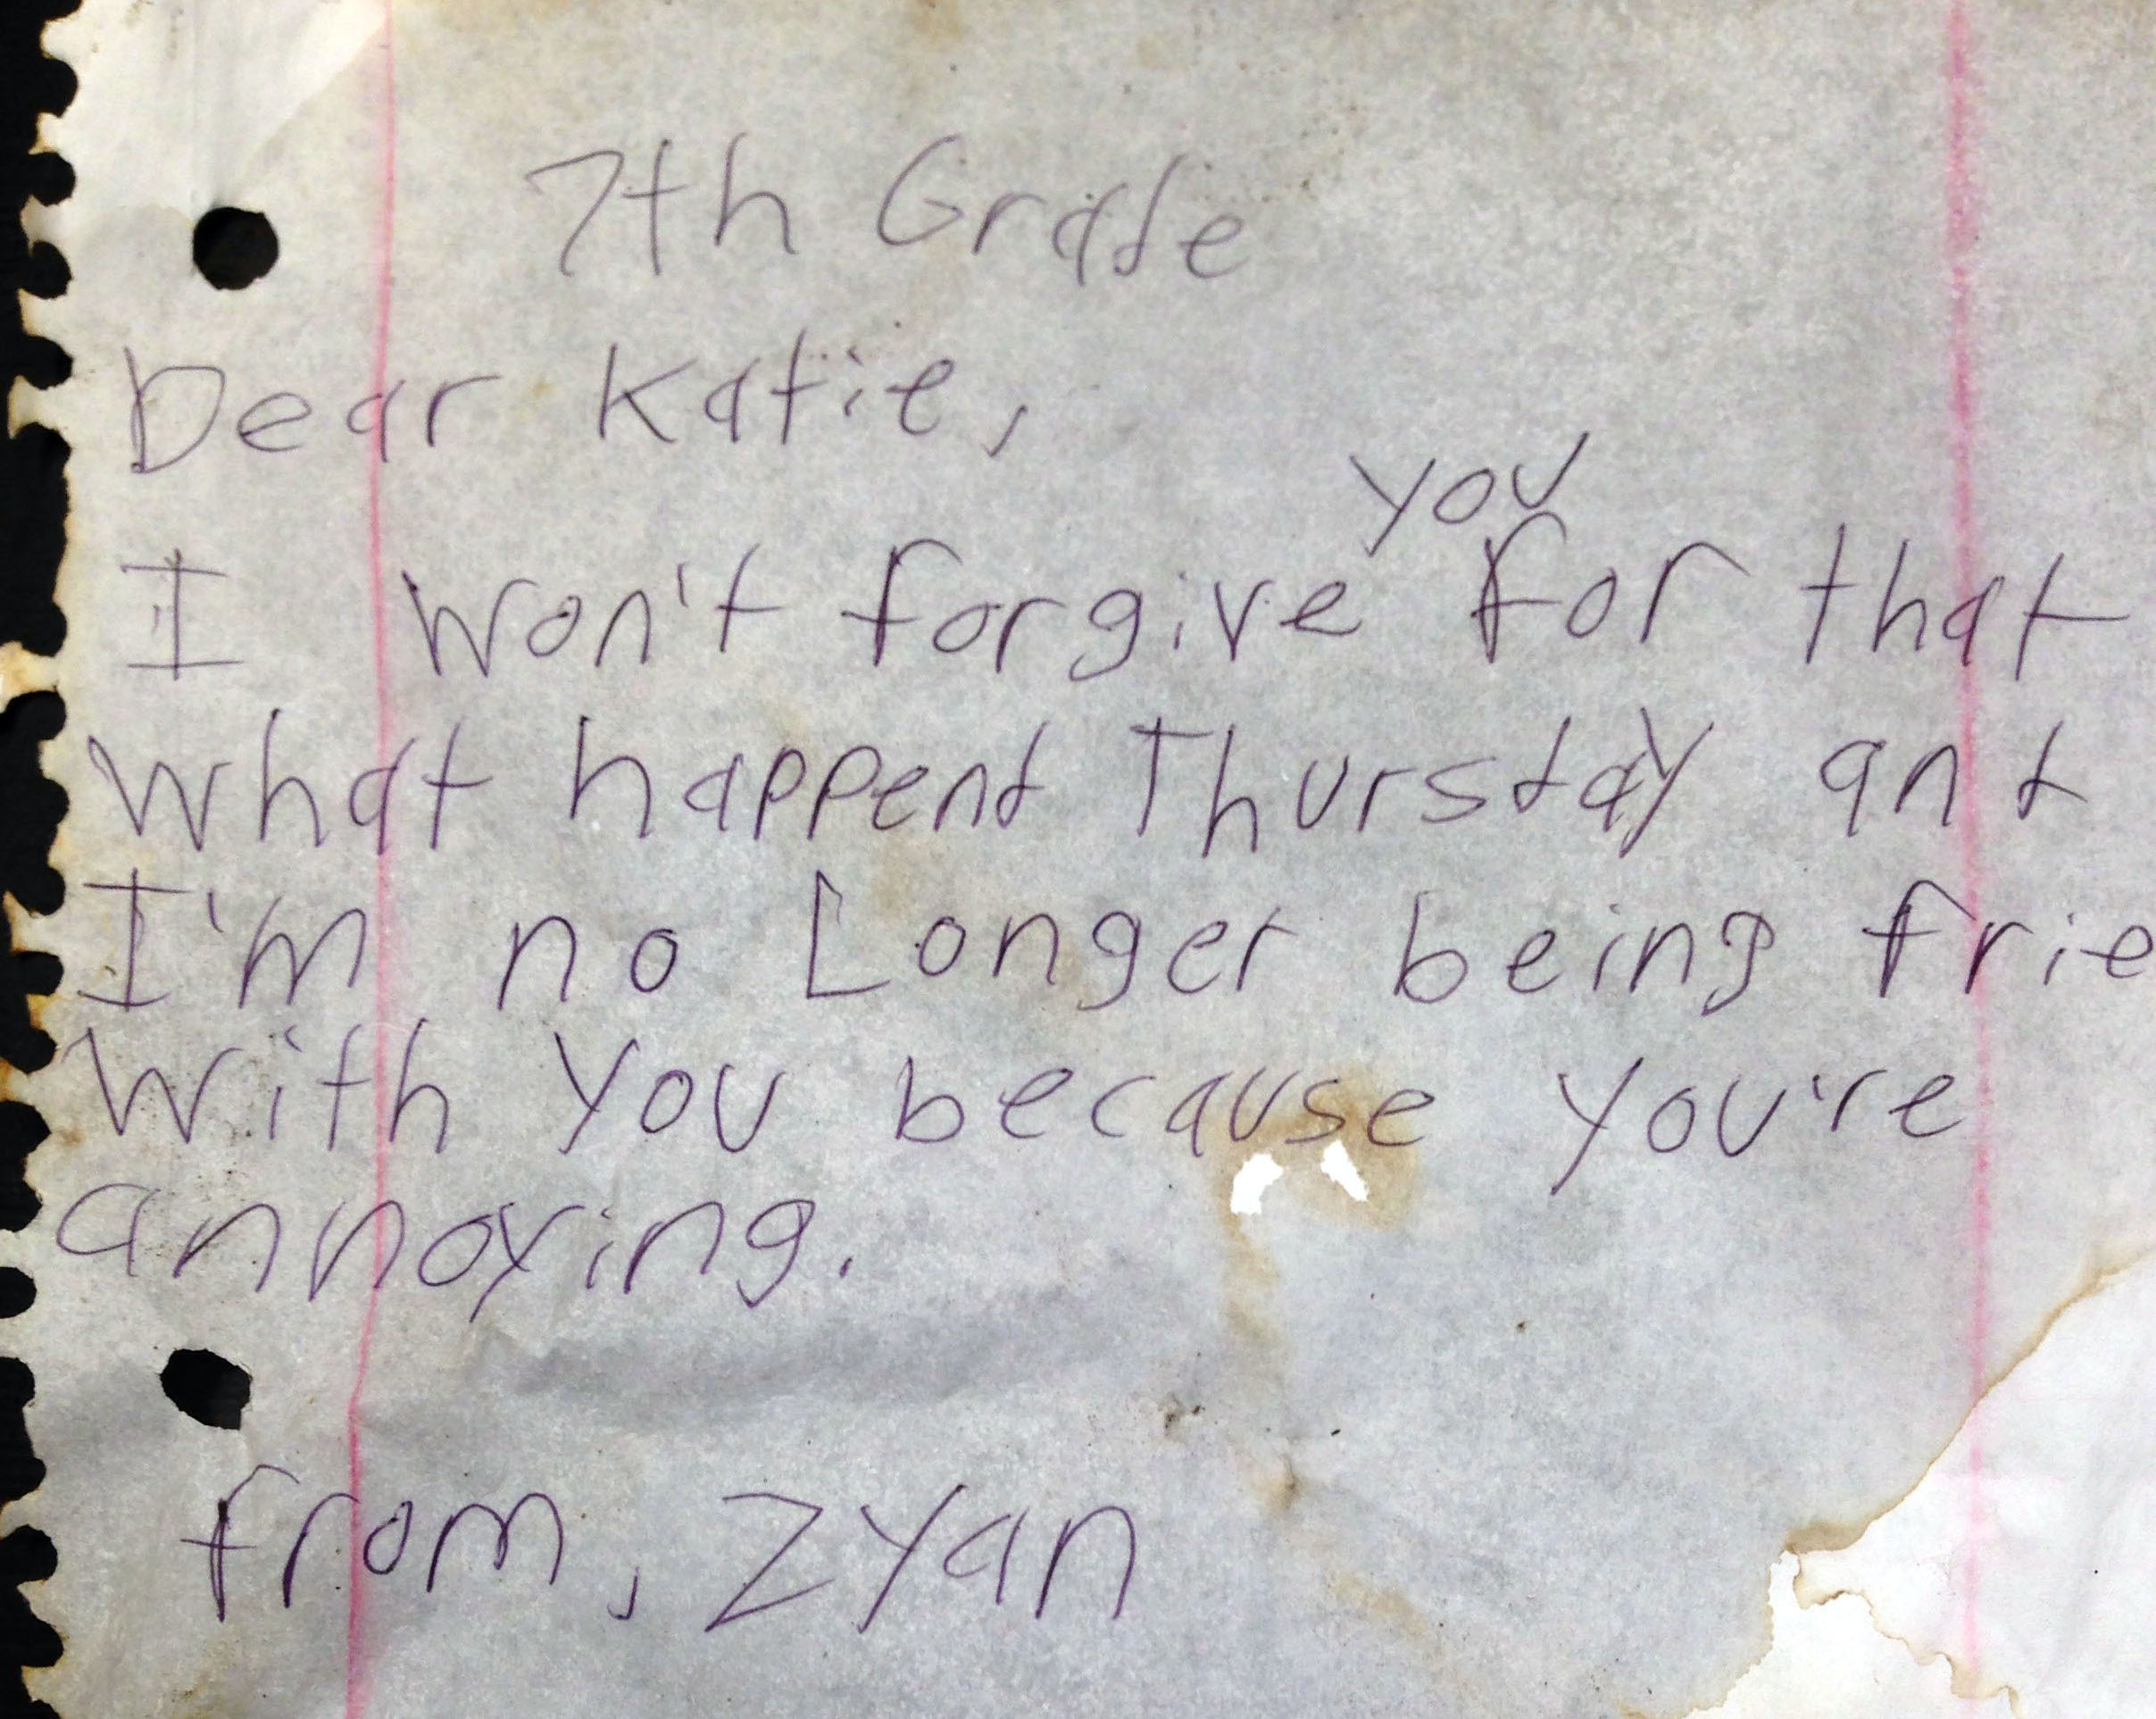 7th Grade
Dear Katie,
I won't forgive you for that
what happend Thursday and
I'm no Longer being frie
with you because you're
annoying.
from, Zyan